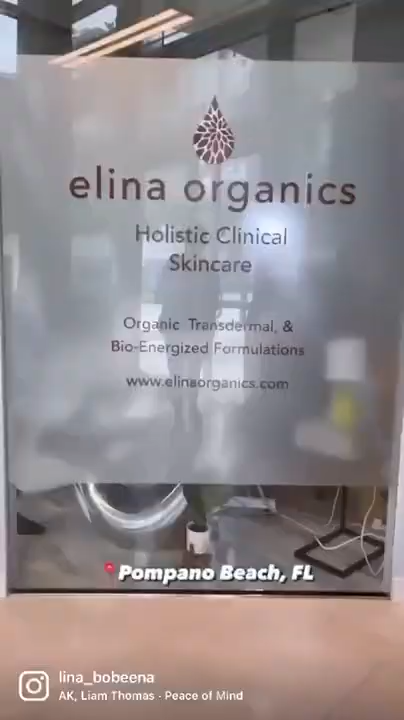 elina organics
Holistic Clinical
Skincare
Organic Transdermal, &
Bio-Energized Formulations
www.elinaorganics.com
Pompano Beach, FL
lina_bobeena
AK, Liam Thomas - Peace of Mind